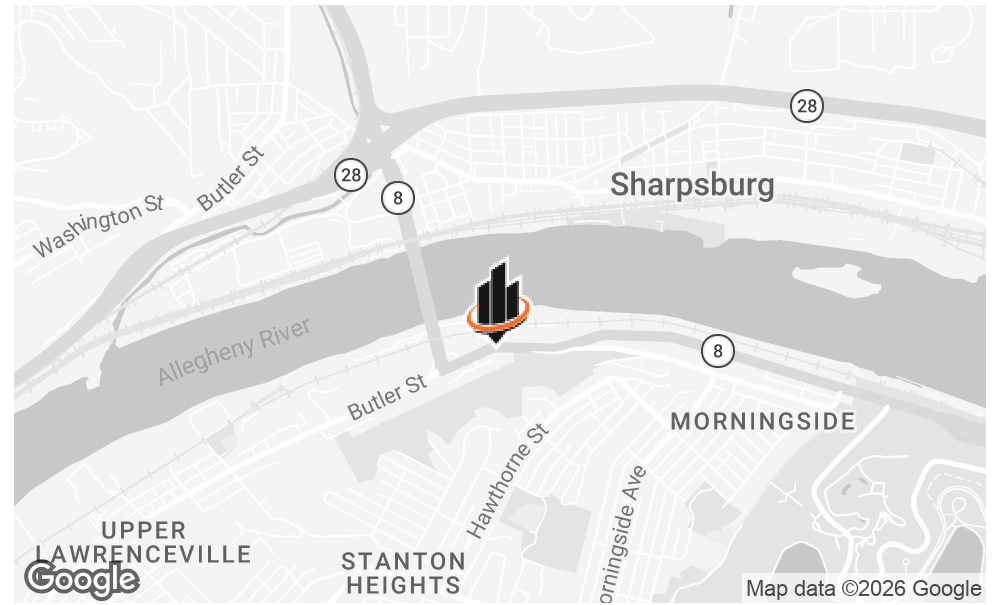 28
Sharpsburg
28
8
Butler St
Washington St
Allegheny River
8
Butler St
MORNINGSIDE
Hawthorne St
orningside Ave
UPPER
LAWRENCEVILLE
STANTON
HEIGHTS
Google
Map data ©2026 Google